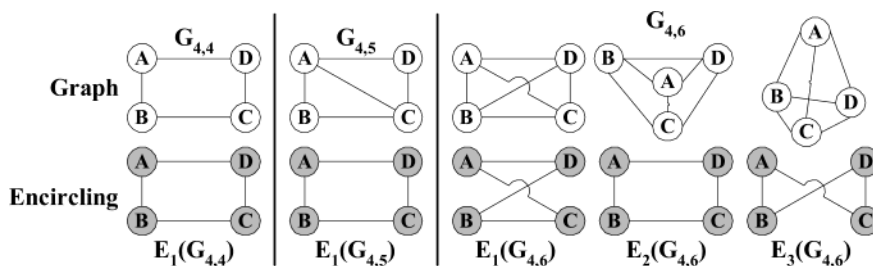 G4,4
G4,5
G4,6
Graph
A D
B C
A D
B C
A D
B C
B D
A
C
A
B D
C
Encircling
A D
B C
A D
B C
A D
B C
A D
B C
A D
B C
E1(G4,4)
E1(G4,5)
E1(G4,6)
E2(G4,6)
E3(G4,6)